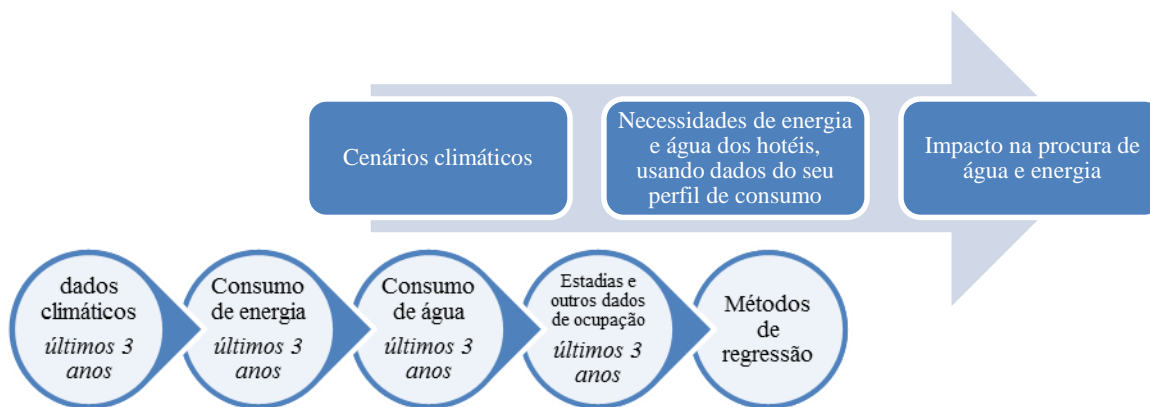 Cenários climáticos
Necessidades de energia
e água dos hotéis,
usando dados do seu
perfil de consumo
Impacto na procura de
água e energia
dados
climáticos
últimos 3
anos
Consumo
de energia
últimos 3
anos
Consumo
de água
últimos 3
anos
Estadias e
outros dados
de ocupação
últimos 3
anos
Métodos
de
regressão